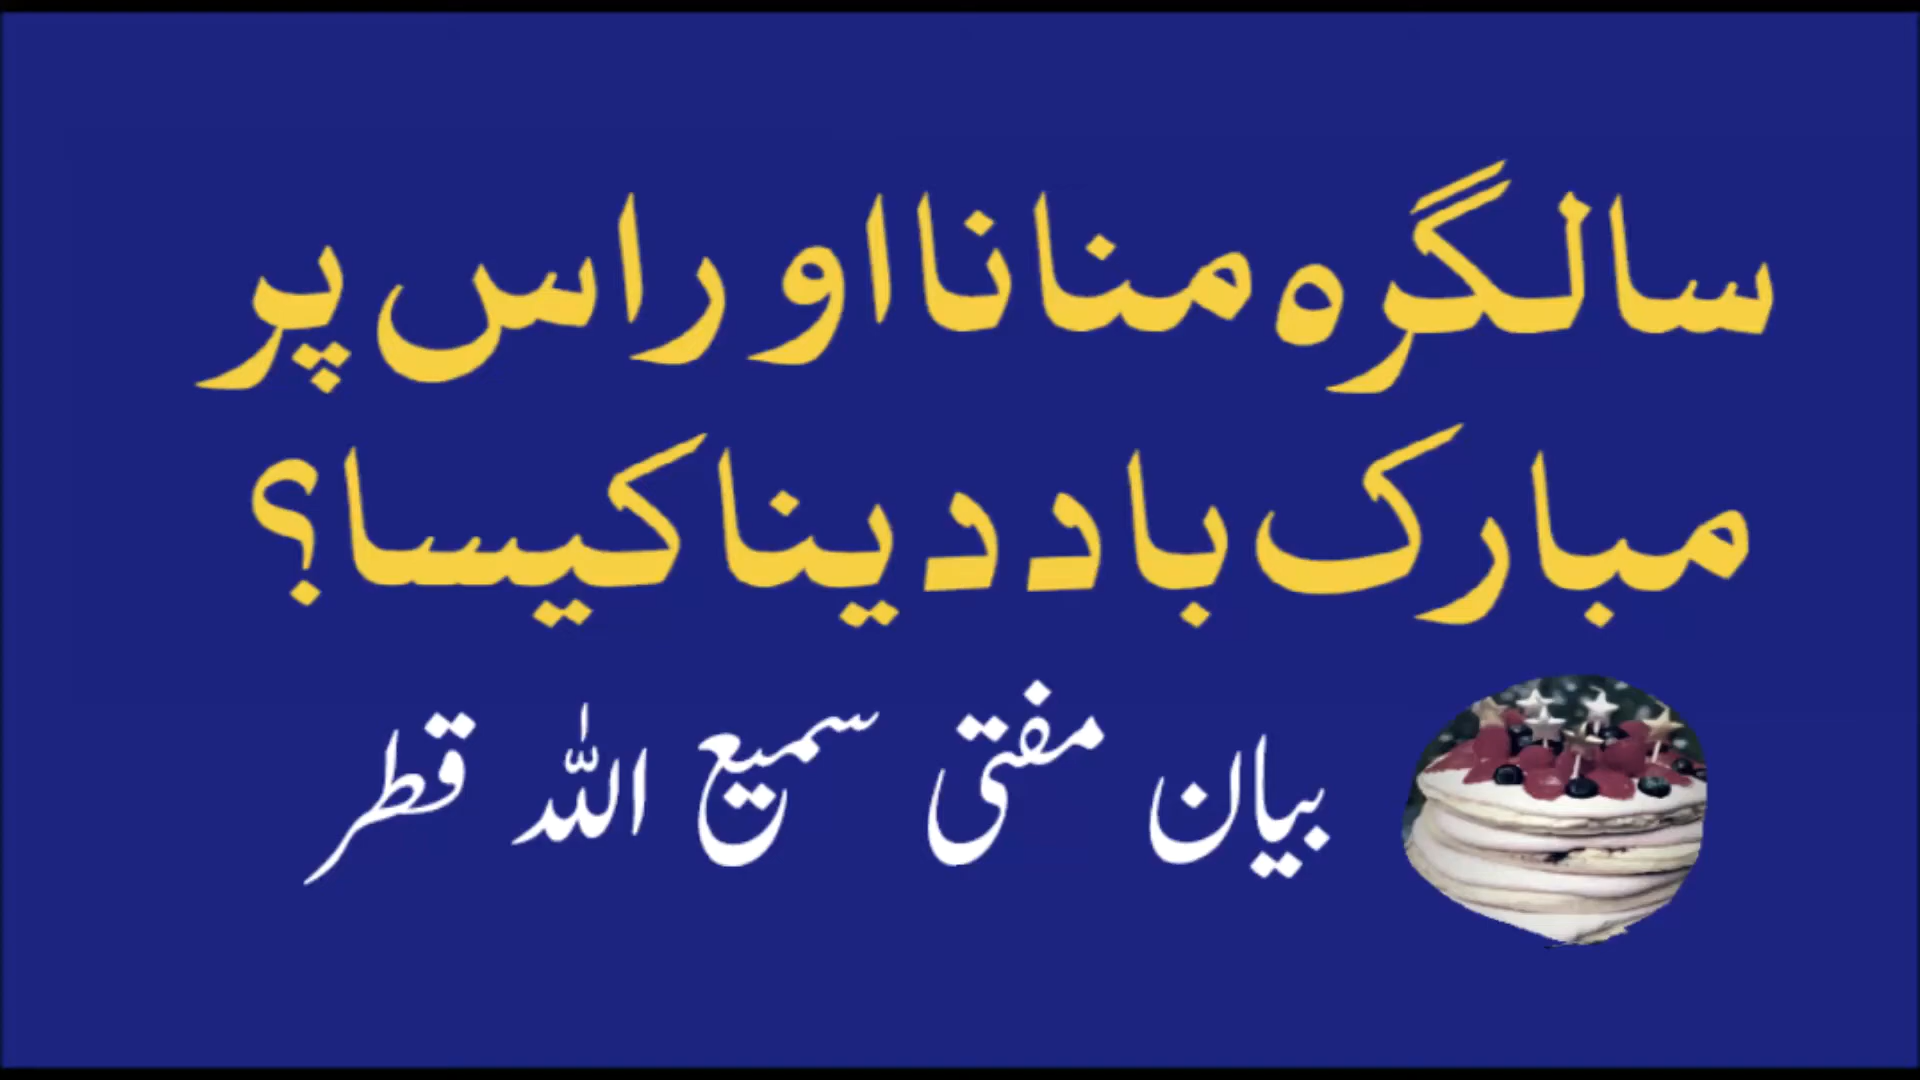 سالگرہ منانا اور اس پر
مبارک باد دینا کیسا؟
بیان مفتی سمیع اللہ قطر